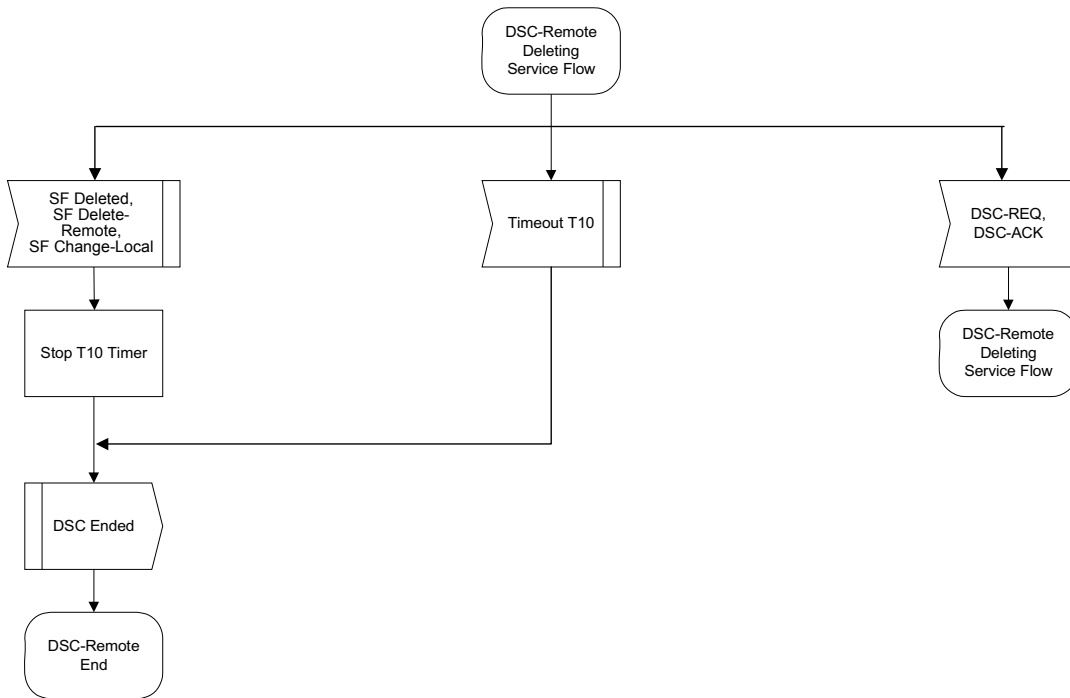 DSC-Remote
Deleting
Service Flow
SF Deleted,
SF Delete-
Remote,
SF Change-Local
Timeout T10
DSC-REQ,
DSC-ACK
Stop T10 Timer
DSC-Remote
Deleting
Service Flow
DSC Ended
DSC-Remote
End